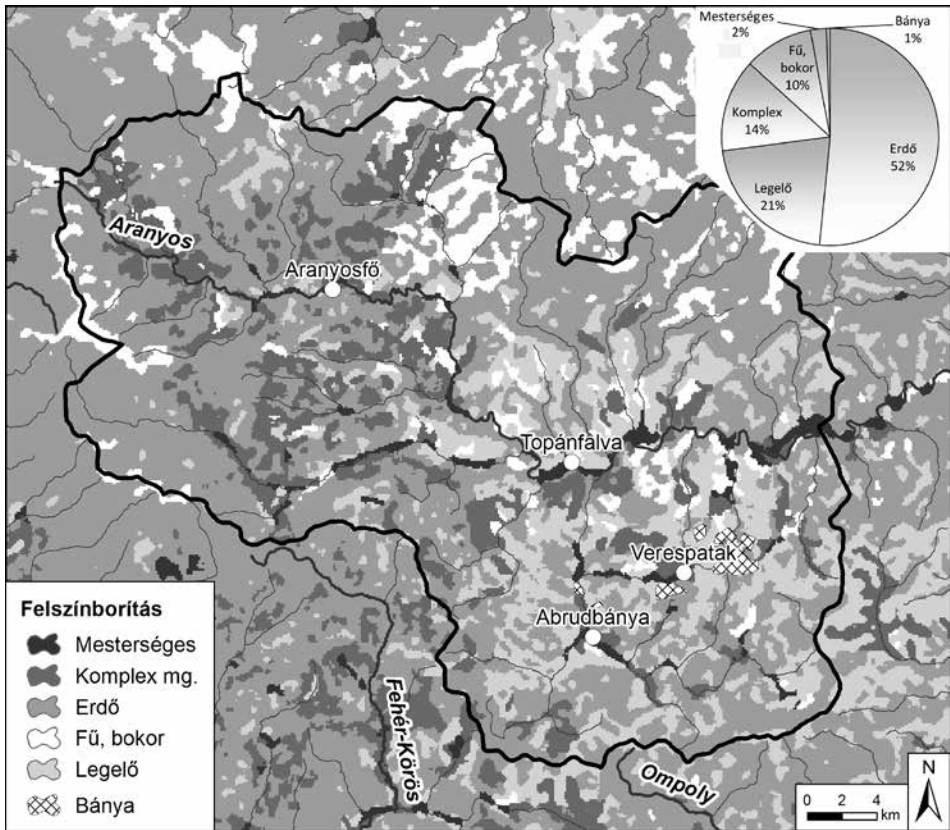 Mesterséges
2%
Bánya
1%
Fű,
bokor
10%
Komplex
14%
Erdő
52%
Legelő
21%
Aranyos
Aranyosfő
Topánfalva
Verespatak
Abrudbánya
Fehér-Körös
Ompoly
Felszínborítás
Mesterséges
Komplex mg.
Erdő
Fű, bokor
Legelő
Bánya
N
0 2 4
km